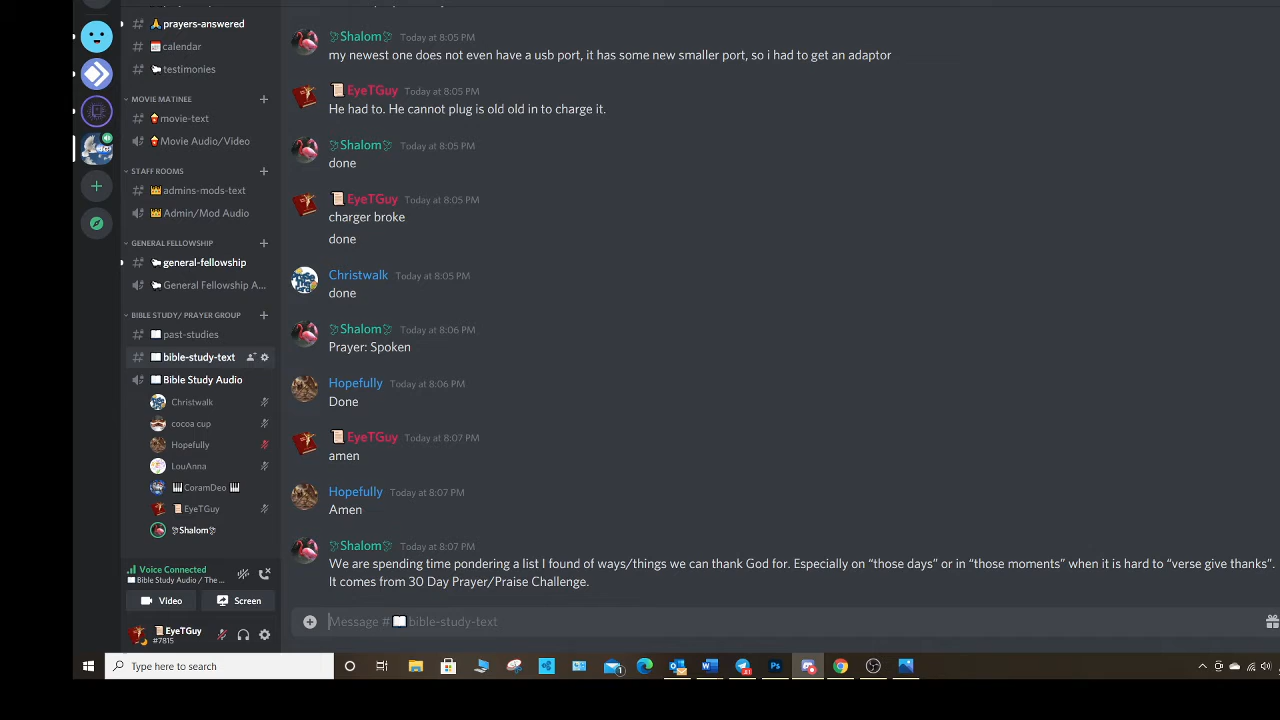 prayers-answered
calendar
testimonies
MOVIE MATINEE
movie-text
Movie Audio/Video
STAFF ROOMS
admins-mods-text
Admin/Mod Audio
GENERAL FELLOWSHIP
general-fellowship
General Fellowship A...
BIBLE STUDY/ PRAYER GROUP
past-studies
bible-study-text
Bible Study Audio
Christwalk
cocoa cup
Hopefully
LouAnna
CoramDeo
EyeTGuy
Shalom
Voice Connected
Bible Study Audio / The ...
Video
Screen
EyeTGuy
#7815
Shalom Today at 8:05 PM
my newest one does not even have a usb port, it has some new smaller port, so i had to get an adaptor
EyeTGuy Today at 8:05 PM
He had to. He cannot plug is old old in to charge it.
Shalom Today at 8:05 PM
done
EyeTGuy Today at 8:05 PM
charger broke
done
Christwalk Today at 8:05 PM
done
Shalom Today at 8:06 PM
Prayer: Spoken
Hopefully Today at 8:06 PM
Done
EyeTGuy Today at 8:07 PM
amen
Hopefully Today at 8:07 PM
Amen
Shalom Today at 8:07 PM
We are spending time pondering a list I found of ways/things we can thank God for. Especially on “those days” or in “those moments” when it is hard to “verse give thanks”.
It comes from 30 Day Prayer/Praise Challenge.
Message # bible-study-text
Type here to search